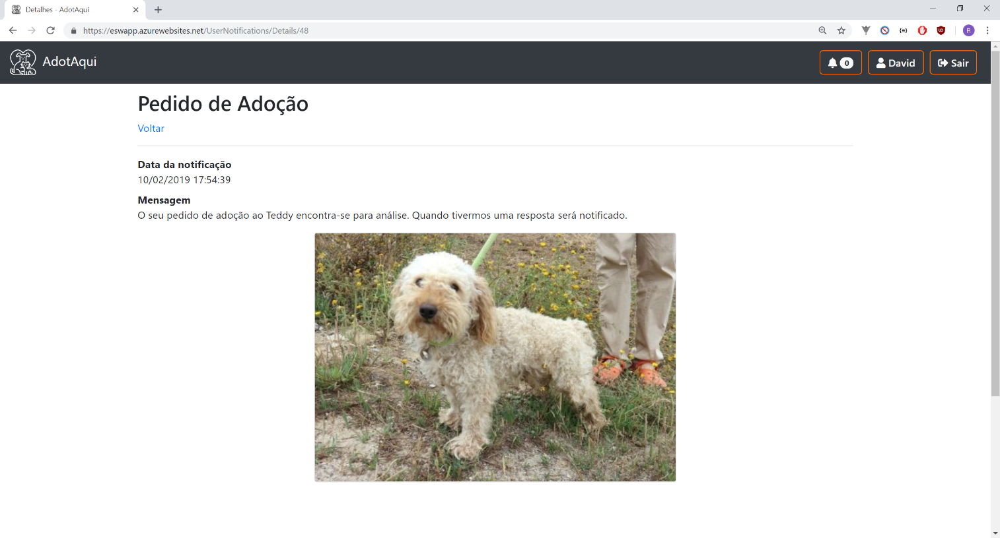 Detalhes - AdotAqui
https://eswapp.azurewebsites.net/UserNotifications/Details/48
R
AdotAqui
0
David
Sair
Pedido de Adoção
Voltar
Data da notificação
10/02/2019 17:54:39
Mensagem
O seu pedido de adoção ao Teddy encontra-se para análise. Quando tivermos uma resposta será notificado.